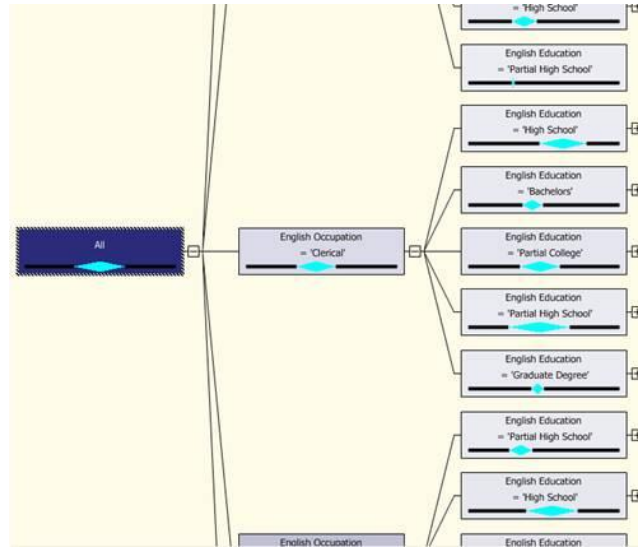 = 'High School'
English Education
= 'Partial High School'
English Education
= 'High School'
English Education
= 'Bachelors'
All
English Occupation
= 'Clerical'
English Education
= 'Partial College'
English Education
= 'Partial High School'
English Education
= 'Graduate Degree'
English Education
= 'Partial High School'
English Education
= 'High School'
English Occupation
English Education